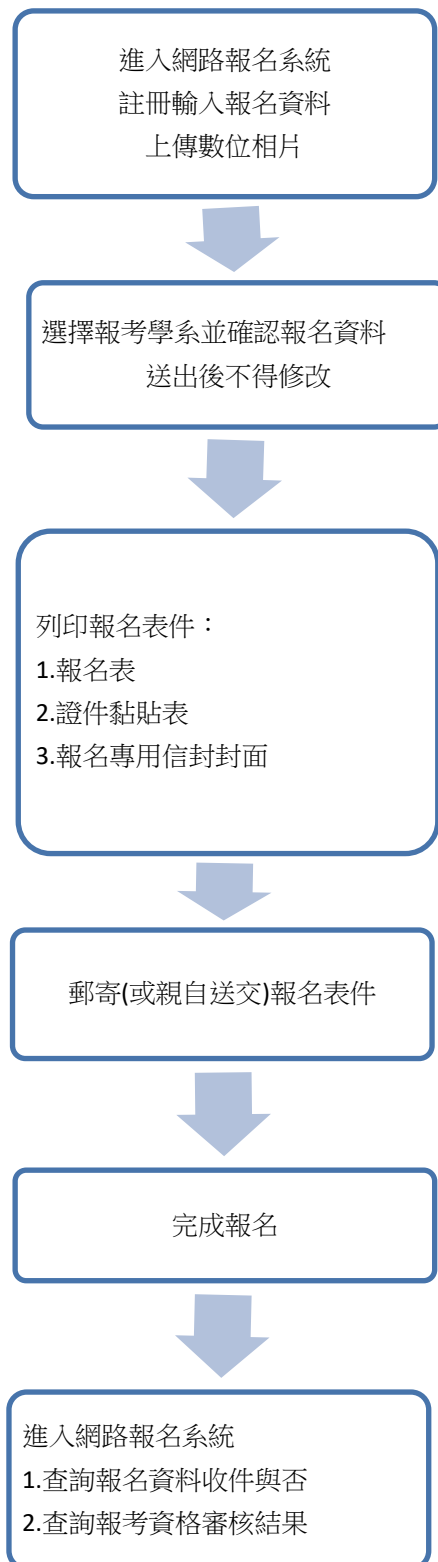 進入網路報名系統
註冊輸入報名資料
上傳數位相片
選擇報考學系並確認報名資料
送出後不得修改
列印報名表件：
1.報名表
2.證件黏貼表
3.報名專用信封封面
郵寄(或親自送交)報名表件
完成報名
進入網路報名系統
1.查詢報名資料收件與否
2.查詢報考資格審核結果